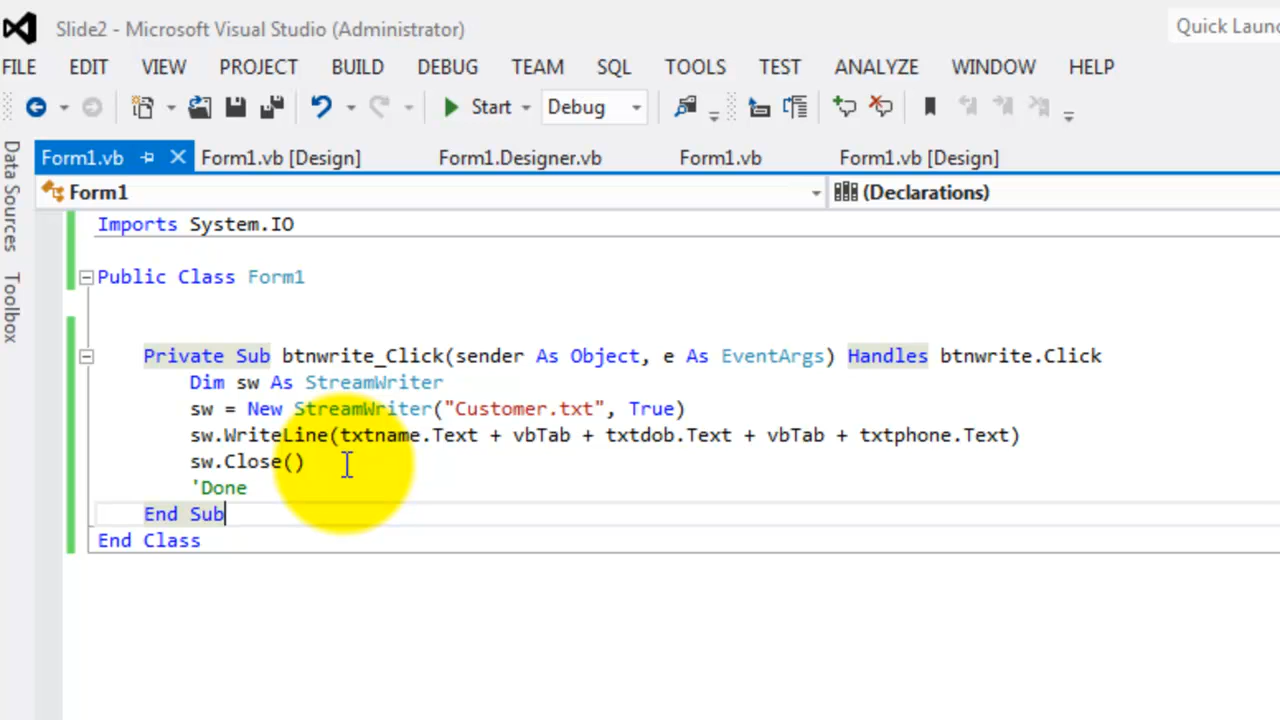 Slide2 - Microsoft Visual Studio (Administrator)
Quick Launc
FILE EDIT VIEW PROJECT BUILD DEBUG TEAM SQL TOOLS TEST ANALYZE WINDOW HELP
Start Debug
Form1.vb Form1.vb [Design] Form1.Designer.vb Form1.vb Form1.vb [Design]
Data Sources
Toolbox
Form1 (Declarations)
Imports System.IO
Public Class Form1
Private Sub btnwrite_Click(sender As Object, e As EventArgs) Handles btnwrite.Click
Dim sw As StreamWriter
sw = New StreamWriter("Customer.txt", True)
sw.WriteLine(txtname.Text + vbTab + txtdob.Text + vbTab + txtphone.Text)
sw.Close()
'Done
End Sub
End Class